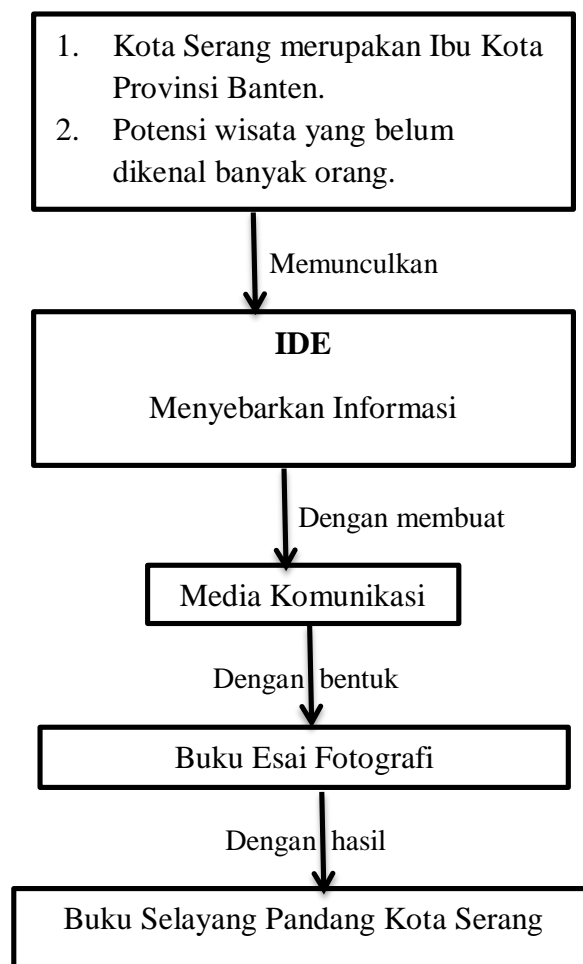 1. Kota Serang merupakan Ibu Kota
Provinsi Banten.
2. Potensi wisata yang belum
dikenal banyak orang.
Memunculkan
IDE
Menyebarkan Informasi
Dengan membuat
Media Komunikasi
Dengan bentuk
Buku Esai Fotografi
Dengan hasil
Buku Selayang Pandang Kota Serang